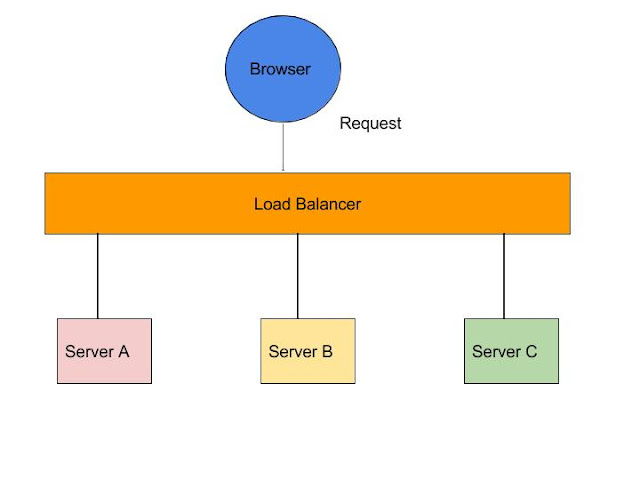 Browser
Request
Load Balancer
Server A
Server B
Server C